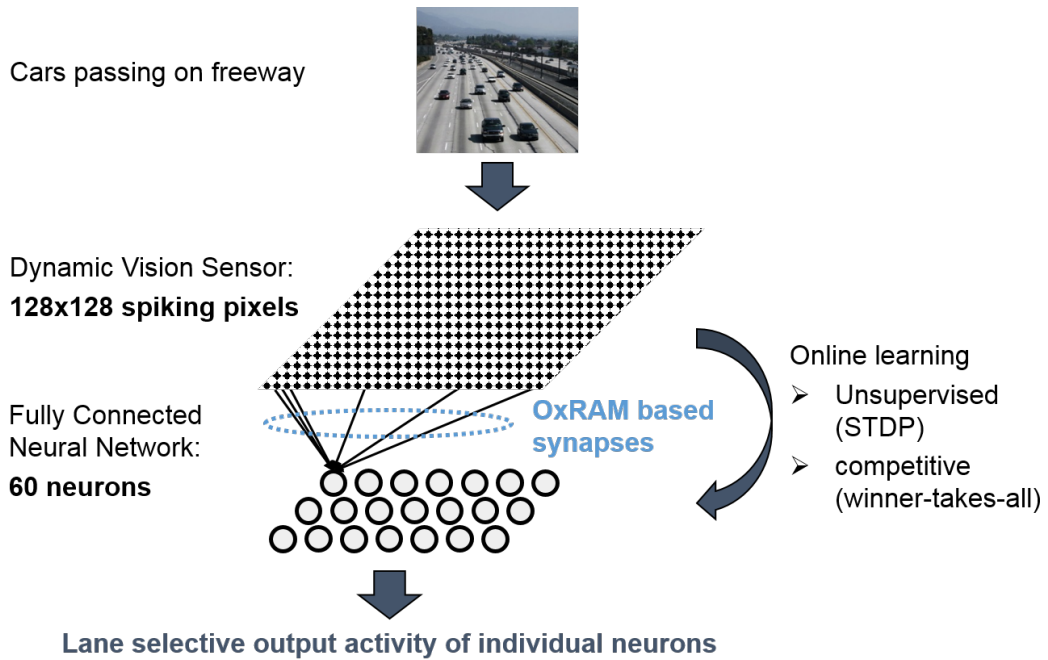 Cars passing on freeway
Dynamic Vision Sensor:
128x128 spiking pixels
Online learning
➢ Unsupervised
(STDP)
➢ competitive
(winner-takes-all)
Fully Connected
Neural Network:
60 neurons
OxRAM based
synapses
Lane selective output activity of individual neurons